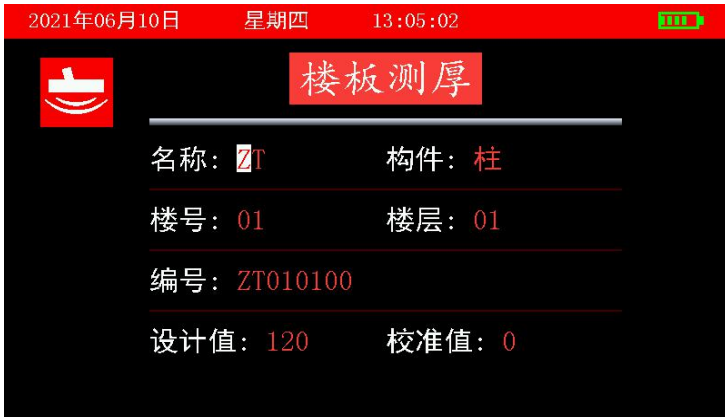 2021年06月10日 星期四 13:05:02
楼板测厚
名称: ZT 构件: 柱
楼号: 01 楼层: 01
编号: ZT010100
设计值: 120 校准值: 0